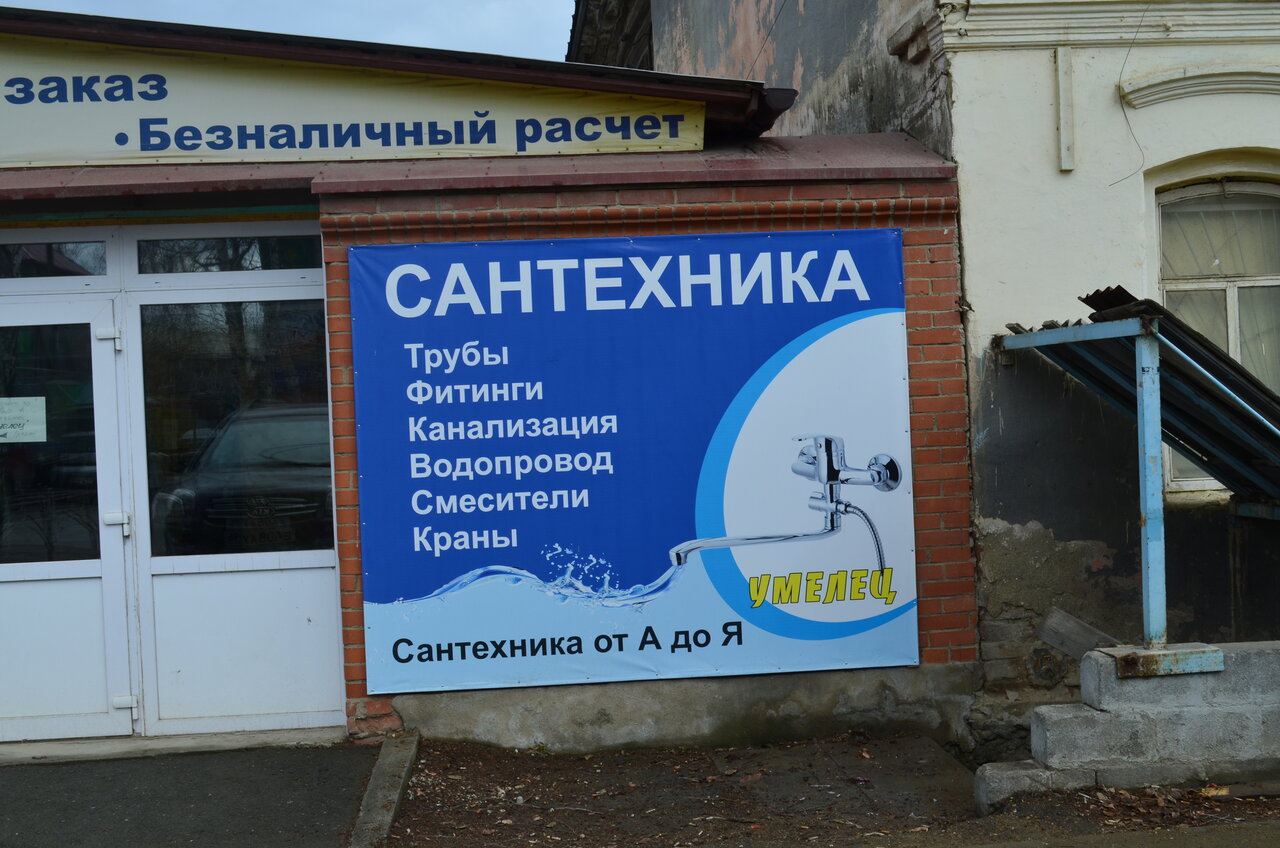 заказ
•Безналичный расчет
САНТЕХНИКА
Трубы
Фитинги
Канализация
Водопровод
Смесители
Краны
УМЕЛЕЦ
Сантехника от А до Я